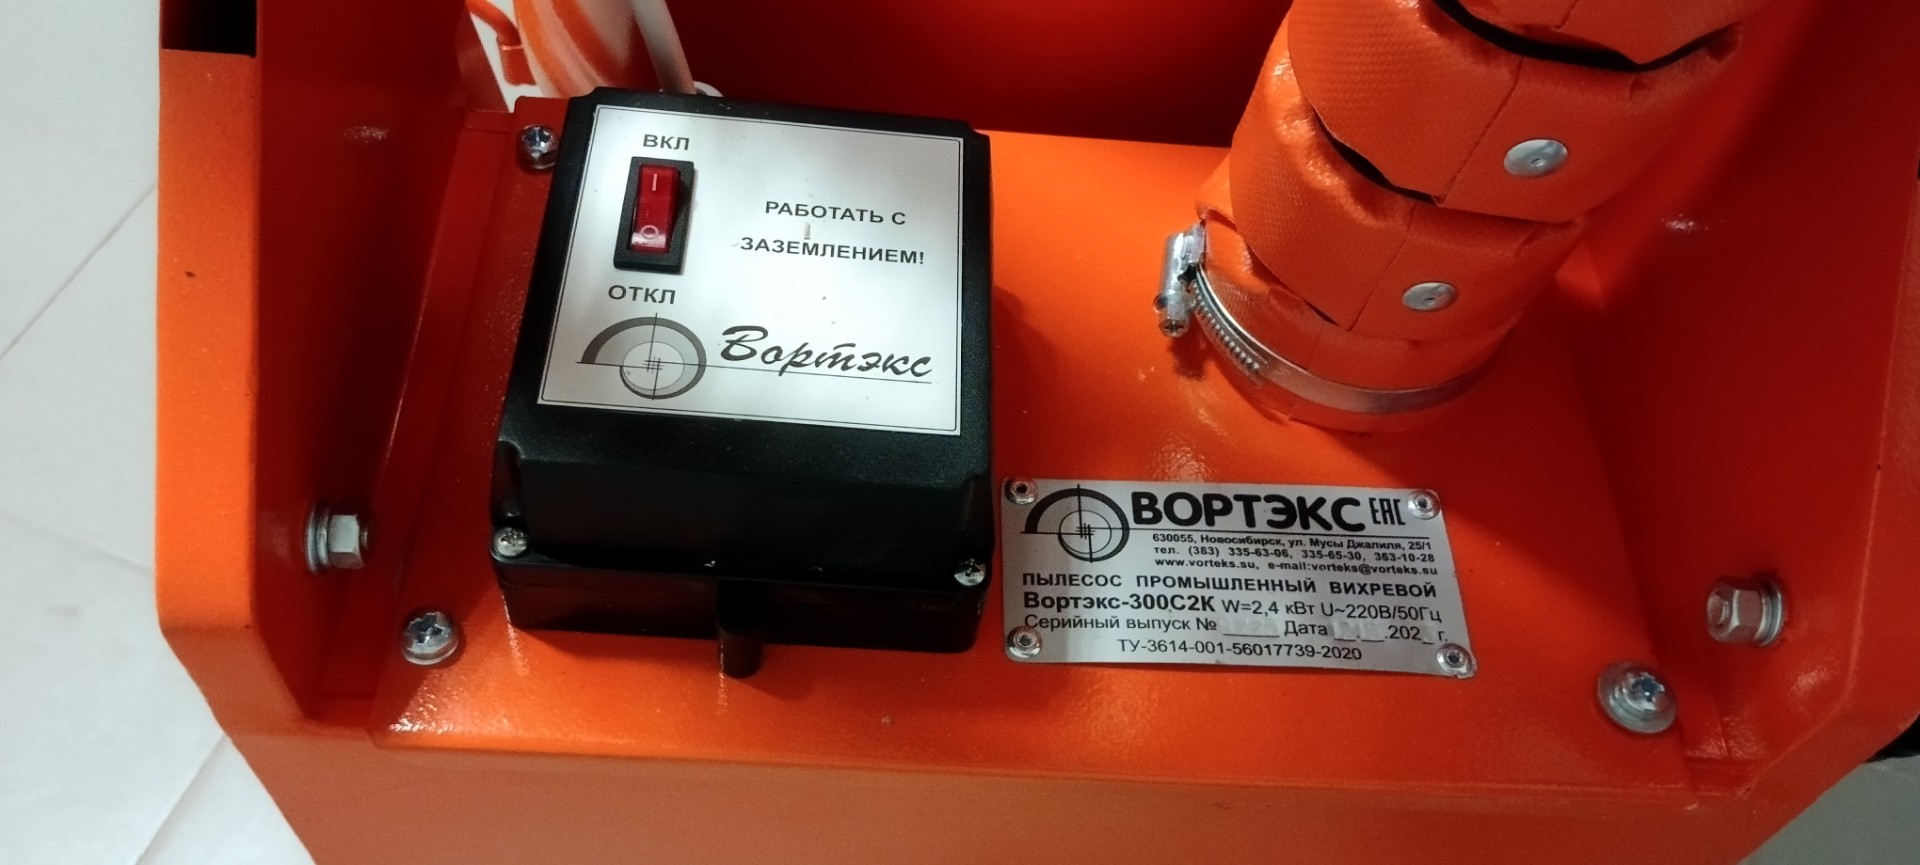 ВКЛ
I
O
РАБОТАТЬ С
ЗАЗЕМЛЕНИЕМ!
ОТКЛ
Вортэкс
ВОРТЭКС EAC
630055, Новосибирск, ул. Мусы Джалиля, 25/1
тел. (383) 335-63-06, 335-65-30, 363-10-28
www.vorteks.su, e-mail:vorteks@vorteks.su
ПЫЛЕСОС ПРОМЫШЛЕННЫЙ ВИХРЕВОЙ
Вортэкс-300С2К W=2,4 кВт U~220В/50Гц
Серийный выпуск № Дата .202 г.
ТУ-3614-001-56017739-2020